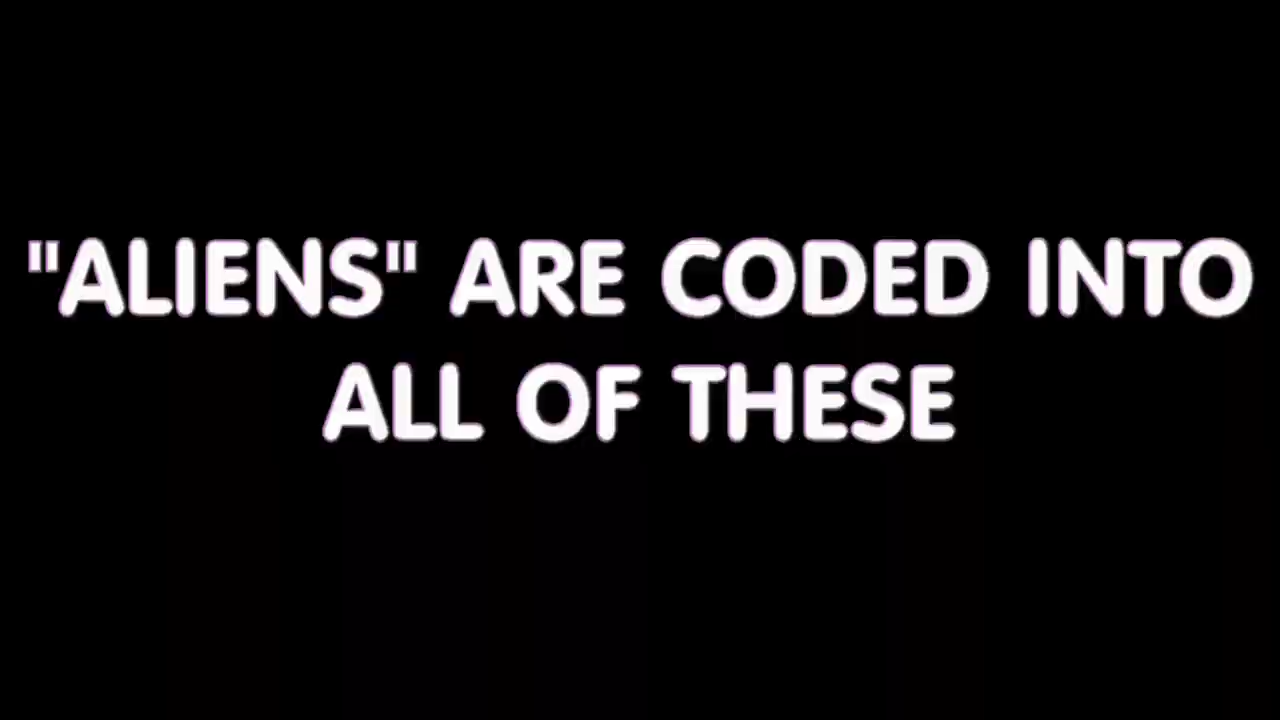 "ALIENS" ARE CODED INTO
ALL OF THESE